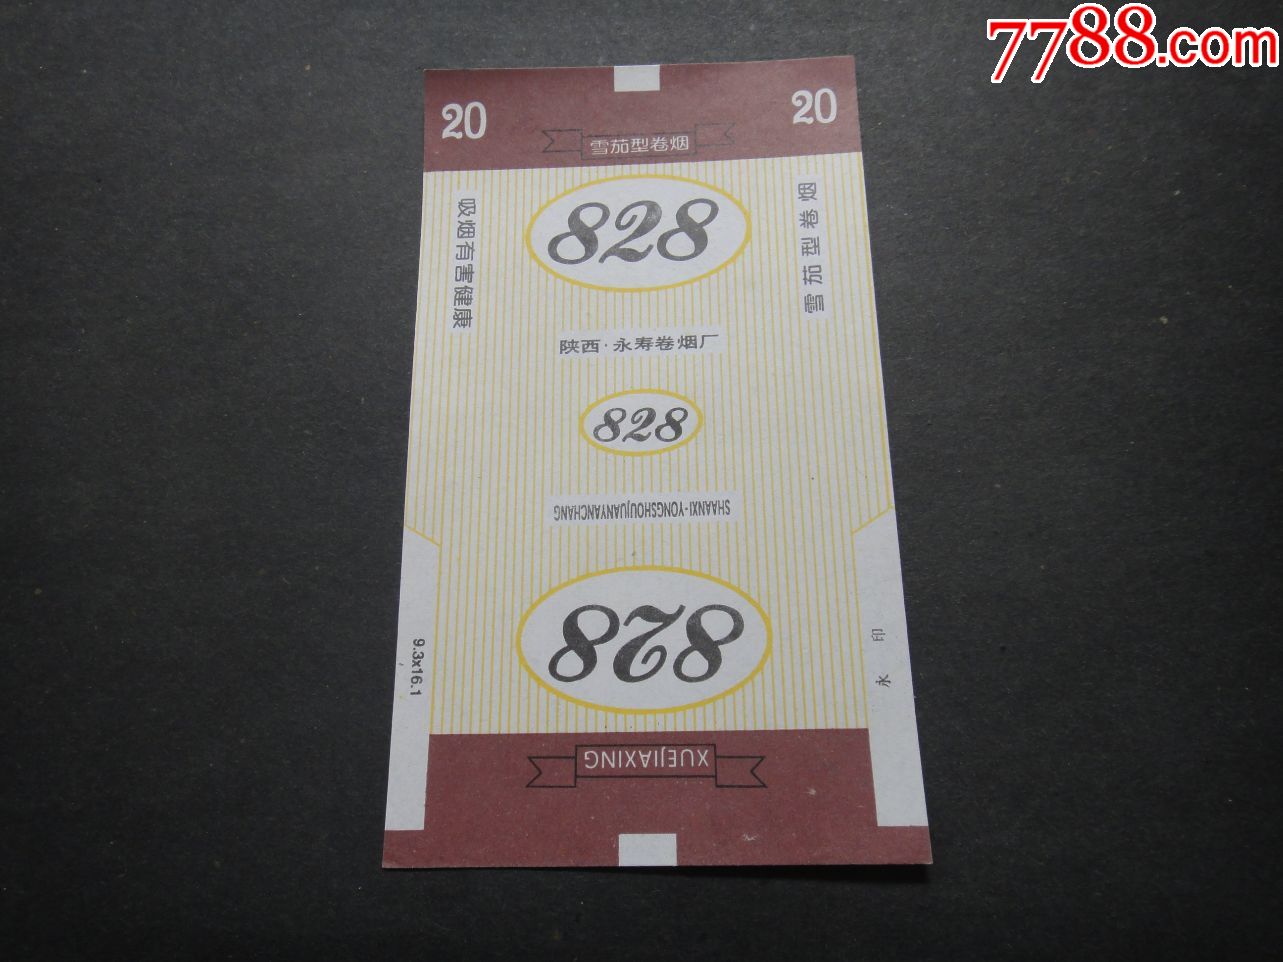 7788.com
20
20
雪茄型卷烟
828
吸烟有害健康
雪茄型卷烟
陕西·永寿卷烟厂
828
SHAANXI-YONGSHOUJUANYANCHANG
828
9.3x16.1
永印
XUEJIAXING